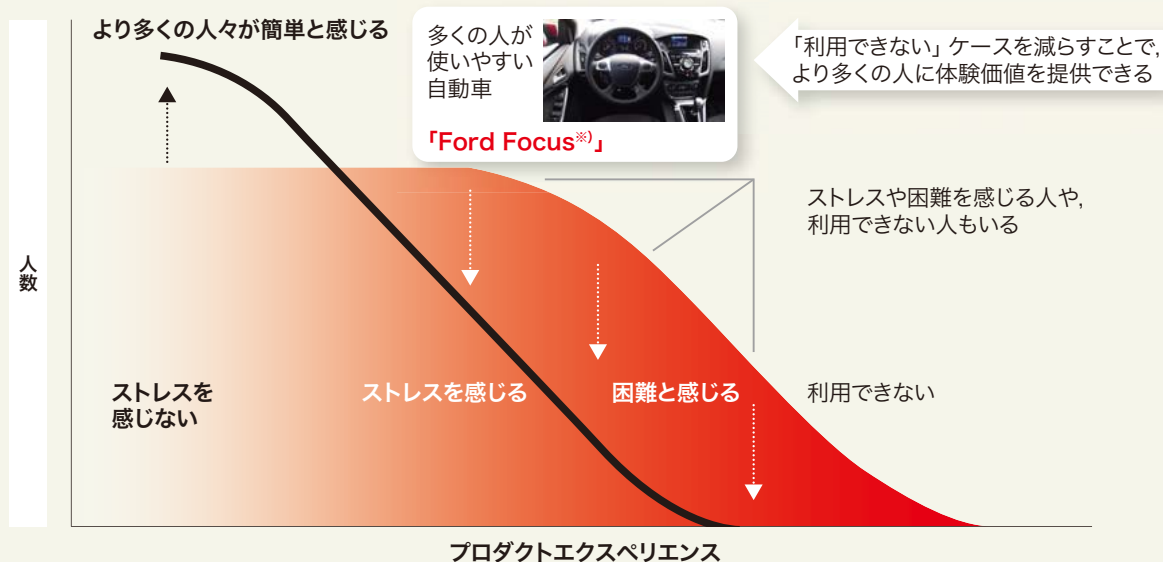 より多くの人々が簡単と感じる
多くの人が
使いやすい
自動車
「Ford Focus※)」
「利用できない」ケースを減らすことで,
より多くの人に体験価値を提供できる
ストレスや困難を感じる人や,
利用できない人もいる
人数
ストレスを
感じない
ストレスを感じる
困難と感じる
利用できない
プロダクトエクスペリエンス